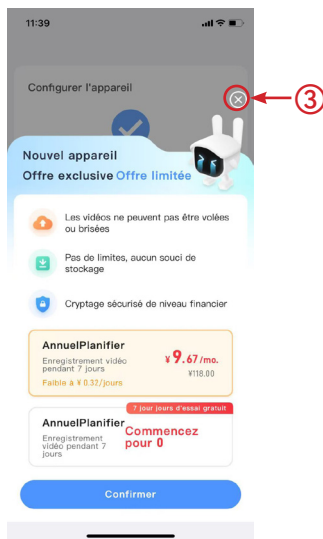 11:39
Configurer l'appareil
③
Nouvel appareil
Offre exclusive Offre limitée
Les vidéos ne peuvent pas être volées
ou brisées
Pas de limites, aucun souci de
stockage
Cryptage sécurisé de niveau financier
AnnuelPlanifier
Enregistrement vidéo
pendant 7 jours
¥ 9.67/mo.
¥118.00
Faible à ¥ 0.32/jours
7 jour jours d'essai gratuit
AnnuelPlanifier
Enregistrement
vidéo pendant 7
jours
Commencez
pour 0
Confirmer